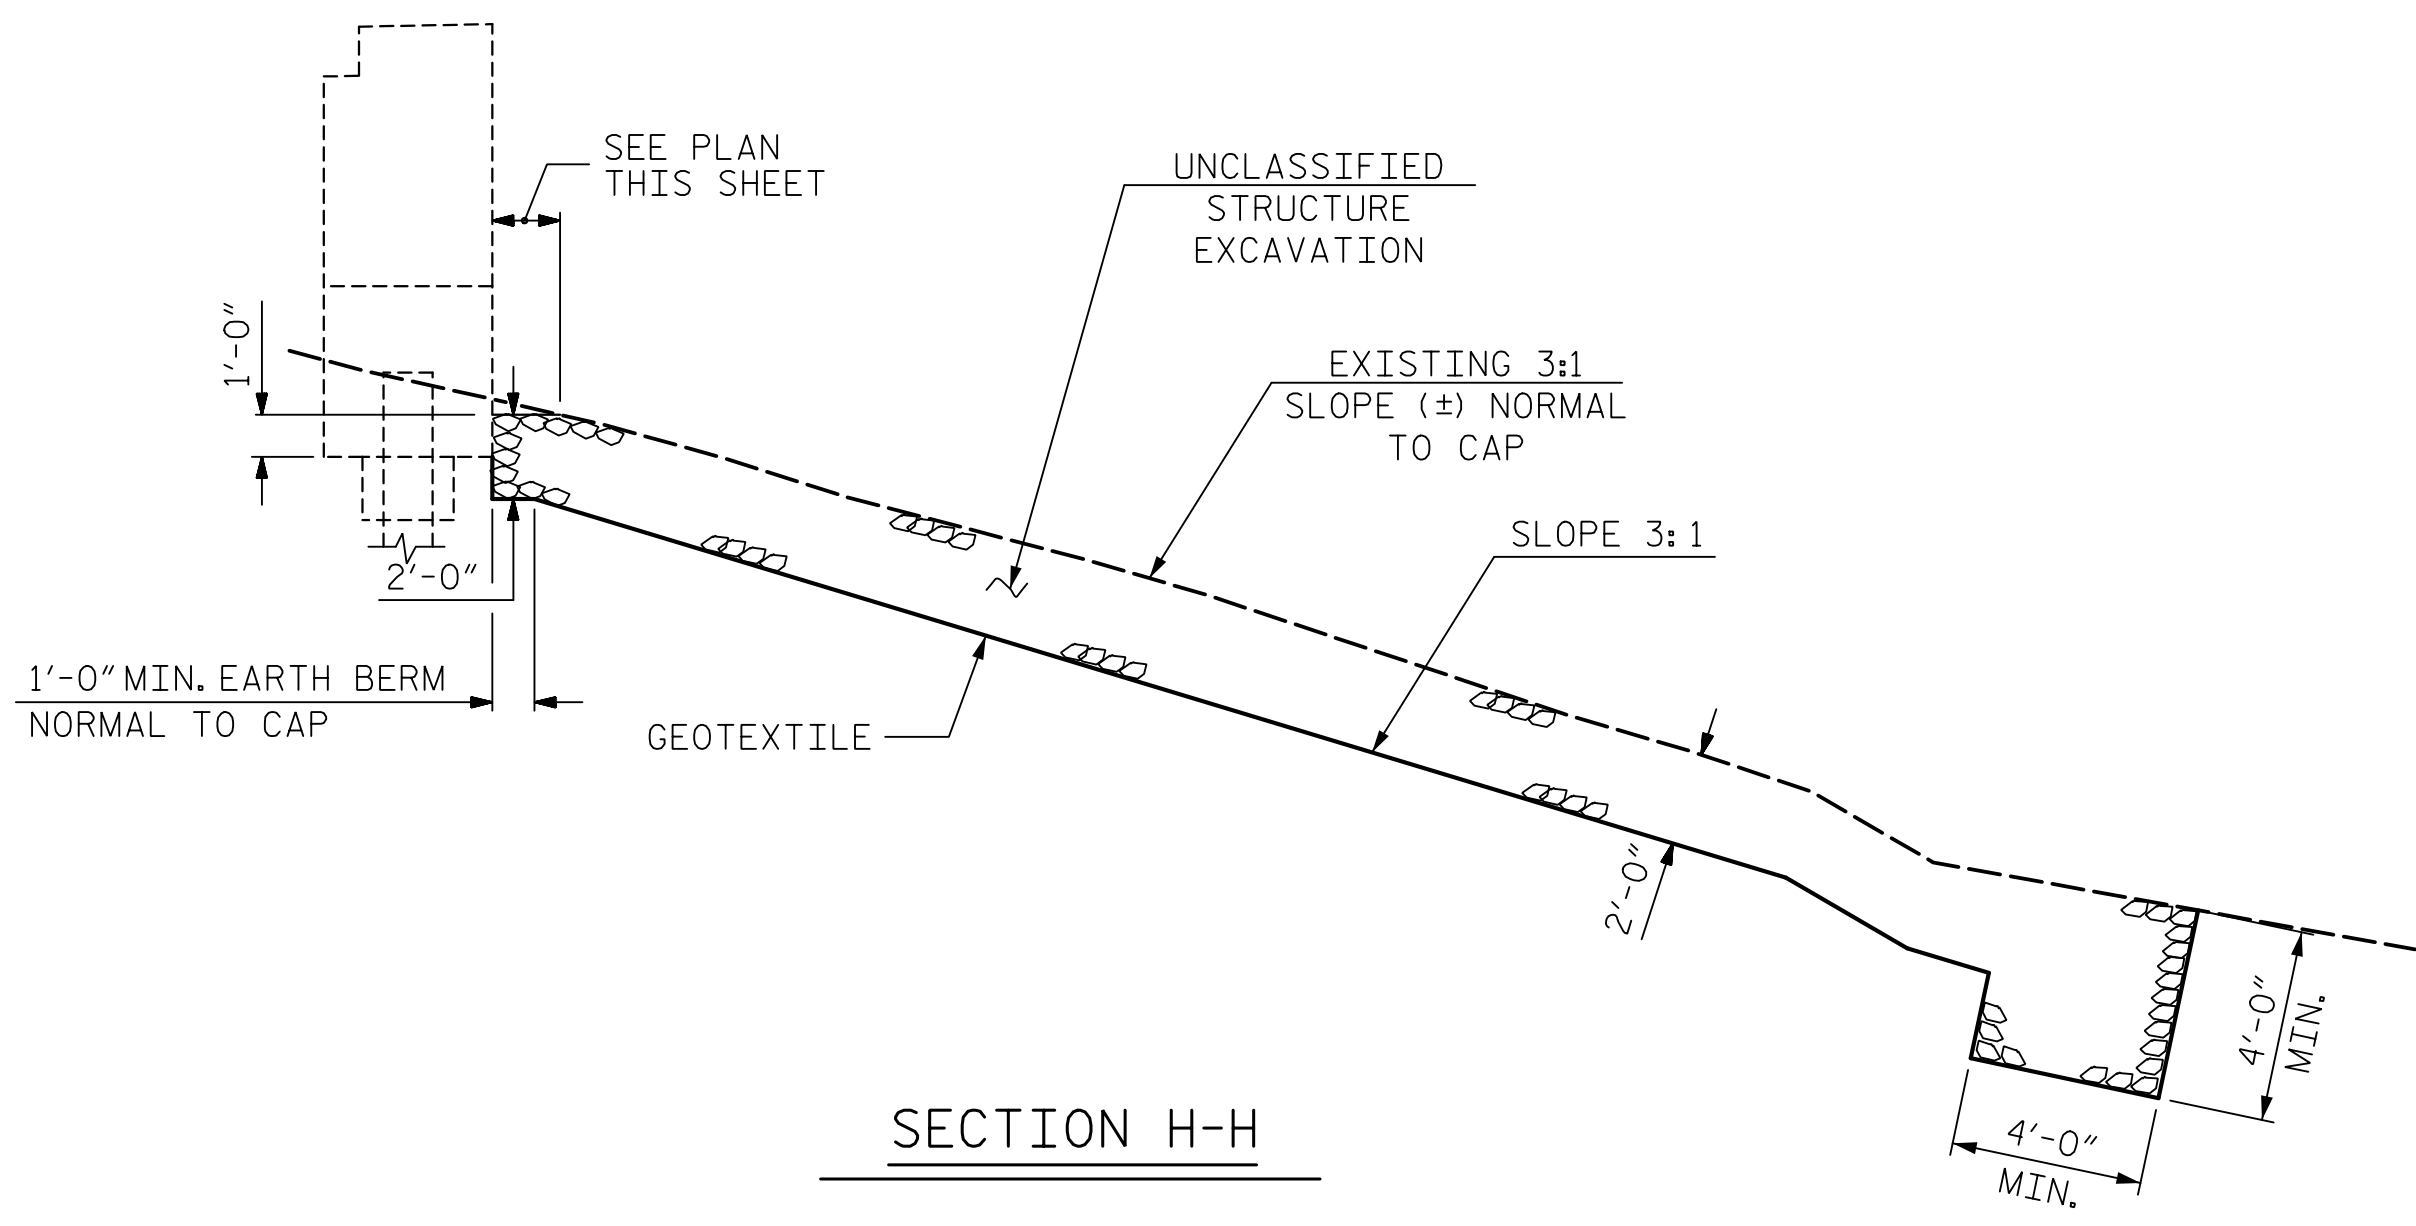 SEE PLAN
THIS SHEET
UNCLASSIFIED
STRUCTURE
EXCAVATION
1'-0"
EXISTING 3:1
SLOPE (±) NORMAL
TO CAP
SLOPE 3:1
2'-0"
1'-0" MIN. EARTH BERM
NORMAL TO CAP
GEOTEXTILE
2'-0"
4'-0"
MIN.
4'-0"
MIN.
SECTION H-H